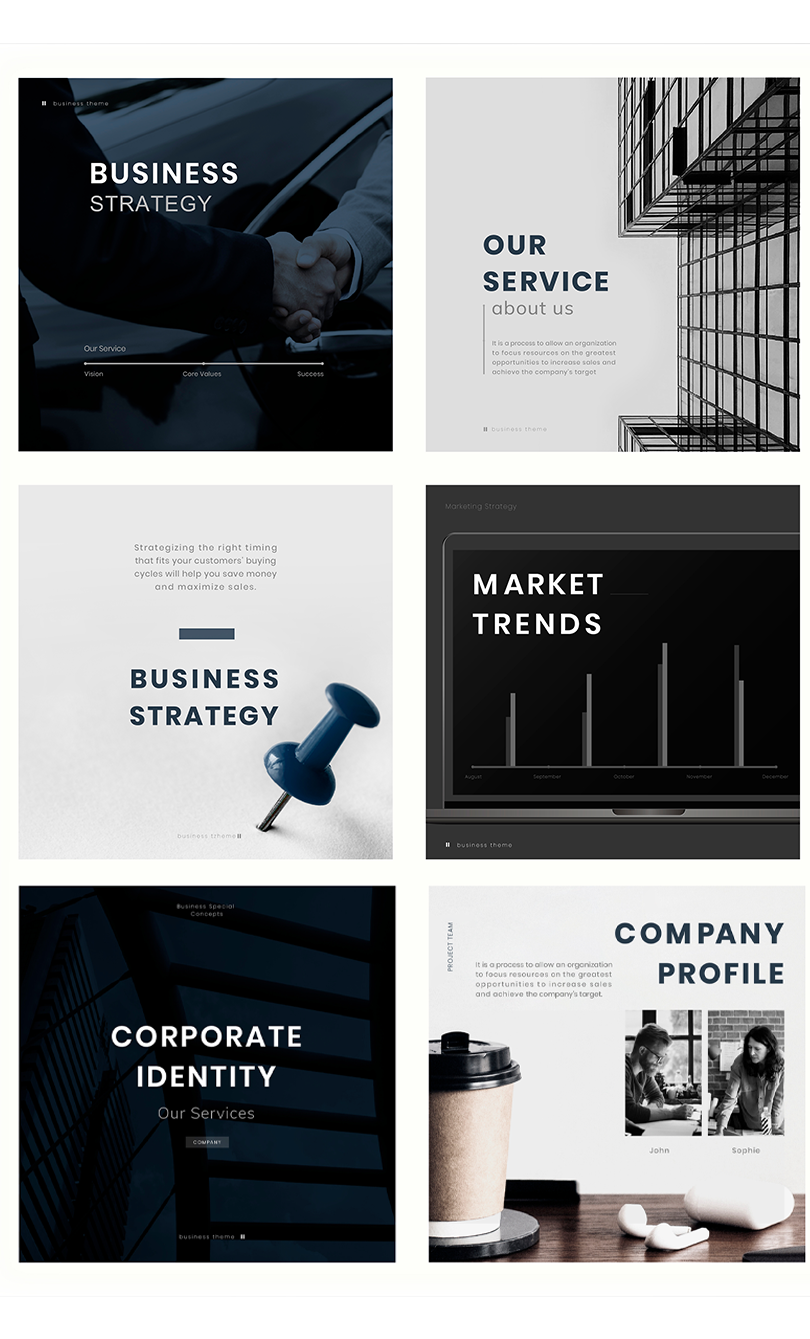 business theme
BUSINESS
STRATEGY
Our Service
Vision Core Values Success
OUR
SERVICE
about us
It is a process to allow an organization
to focus resources on the greatest
opportunities to increase sales and
achieve the company's target
business theme
Strategizing the right timing
that fits your customers' buying
cycles will help you save money
and maximize sales.
BUSINESS
STRATEGY
business ttheme
Marketing Strategy
MARKET
TRENDS
August September October November December
business theme
Business Special
Concepts
CORPORATE
IDENTITY
Our Services
COMPANY
business theme
PROJECT TEAM
COMPANY
PROFILE
It is a process to allow an organization
to focus resources on the greatest
opportunities to increase sales
and achieve the company's target.
John Sophie